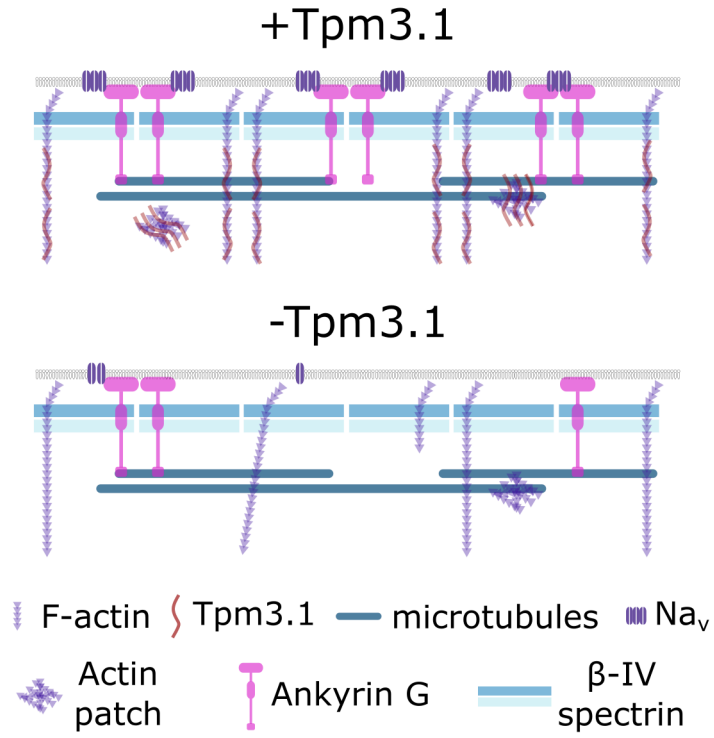 +Tpm3.1
-Tpm3.1
F-actin Tpm3.1 microtubules Naᵥ
Actin patch
Ankyrin G
β-IV spectrin